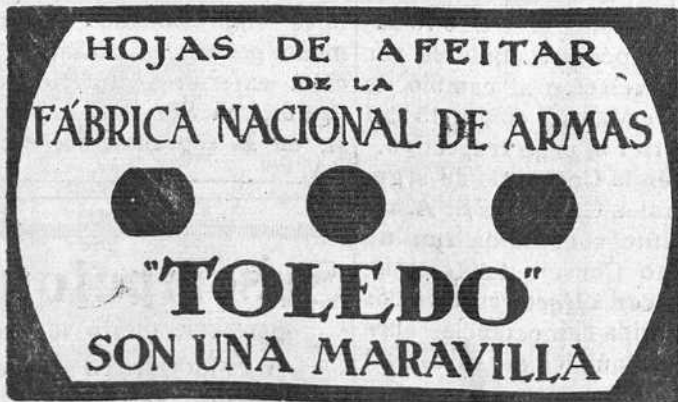 HOJAS DE AFEITAR
DE LA
FÁBRICA NACIONAL DE ARMAS
"TOLEDO"
SON UNA MARAVILLA